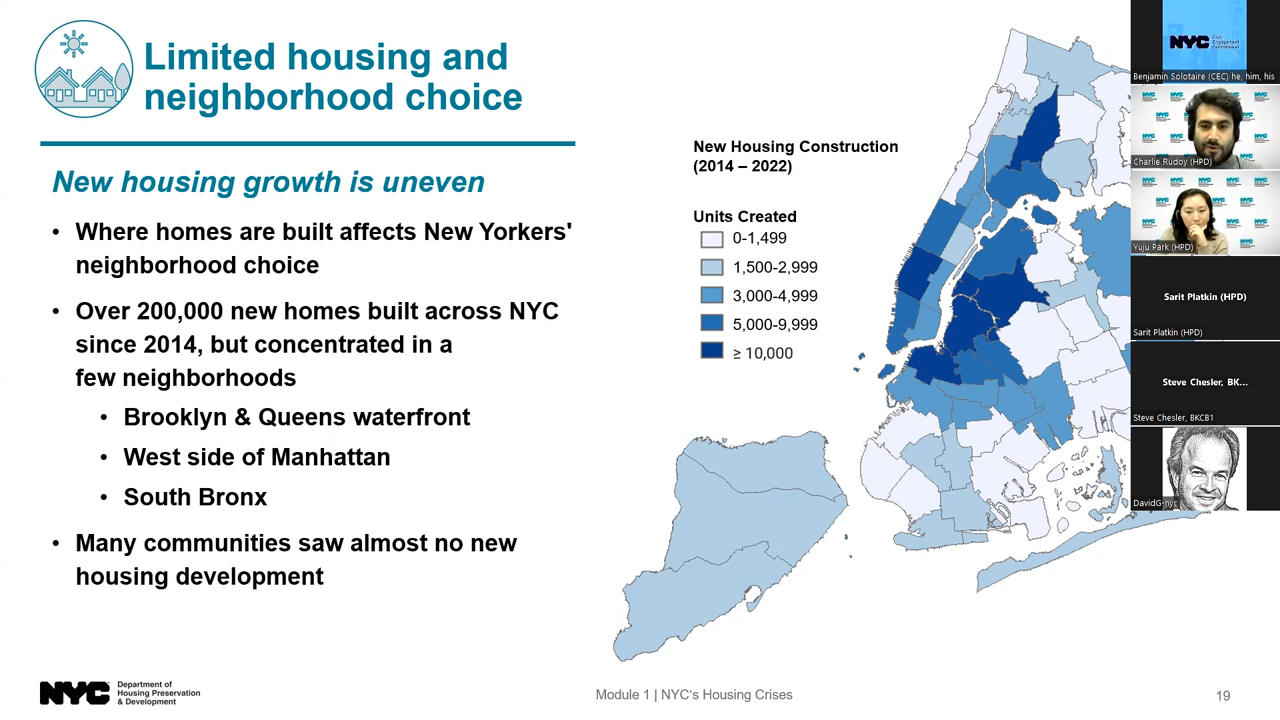 Limited housing and
neighborhood choice
New housing growth is uneven
• Where homes are built affects New Yorkers'
neighborhood choice
• Over 200,000 new homes built across NYC
since 2014, but concentrated in a
few neighborhoods
• Brooklyn & Queens waterfront
• West side of Manhattan
• South Bronx
• Many communities saw almost no new
housing development
New Housing Construction
(2014 – 2022)
Units Created
0-1,499
1,500-2,999
3,000-4,999
5,000-9,999
≥ 10,000
NYC
Department of
Housing Preservation
& Development
Module 1 | NYC's Housing Crises
19
NYC
Civic
Engagement
Commission
Benjamin Solotaire (CEC) he, him, his
Charlie Rudoy (HPD)
Yuju Park (HPD)
Sarit Platkin (HPD)
Sarit Platkin (HPD)
Steve Chesler, BK...
Steve Chesler, BKCB1
DavidG-nyc